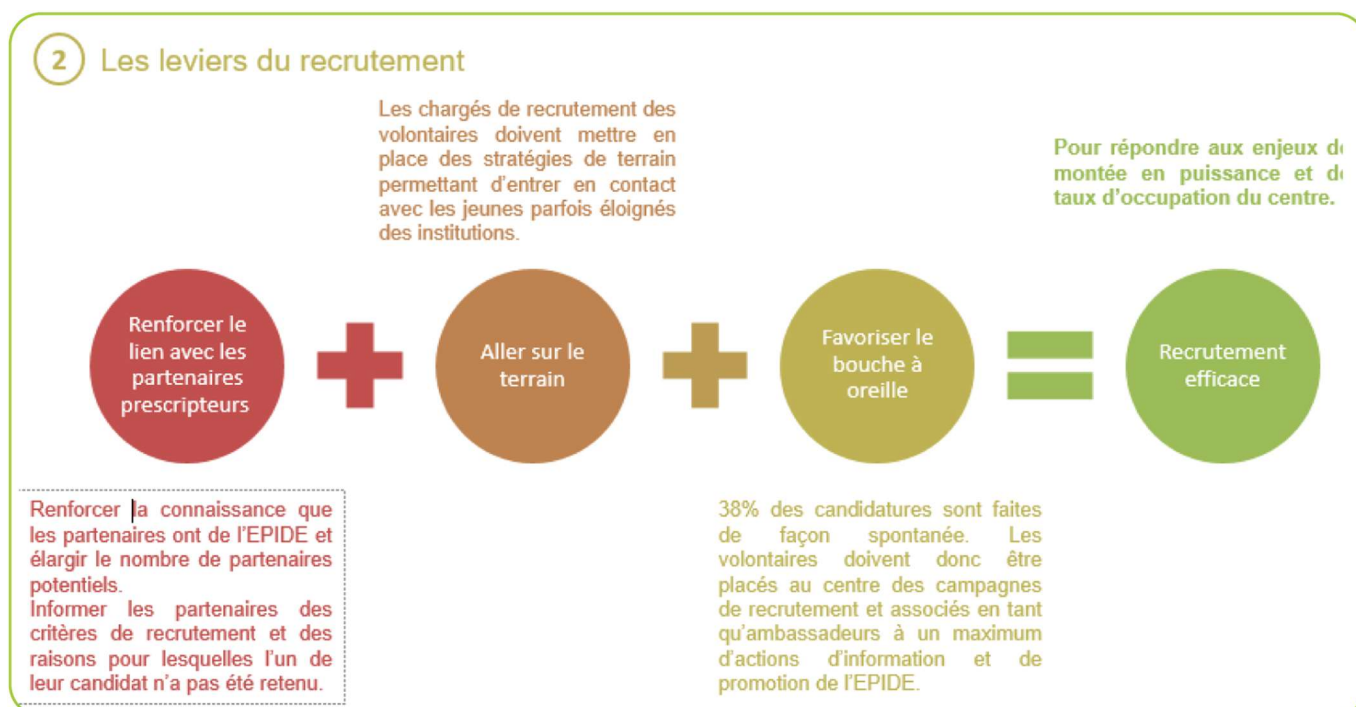 2 Les leviers du recrutement
Les chargés de recrutement des
volontaires doivent mettre en
place des stratégies de terrain
permettant d'entrer en contact
avec les jeunes parfois éloignés
des institutions.
Pour répondre aux enjeux de
montée en puissance et de
taux d'occupation du centre.
Renforcer le
lien avec les
partenaires
prescripteurs
Aller sur le
terrain
Favoriser le
bouche à
oreille
Recrutement
efficace
Renforcer la connaissance que
les partenaires ont de l'EPIDE et
élargir le nombre de partenaires
potentiels.
Informer les partenaires des
critères de recrutement et des
raisons pour lesquelles l'un de
leur candidat n'a pas été retenu.
38% des candidatures sont faites
de façon spontanée. Les
volontaires doivent donc être
placés au centre des campagnes
de recrutement et associés en tant
qu'ambassadeurs à un maximum
d'actions d'information et de
promotion de l'EPIDE.